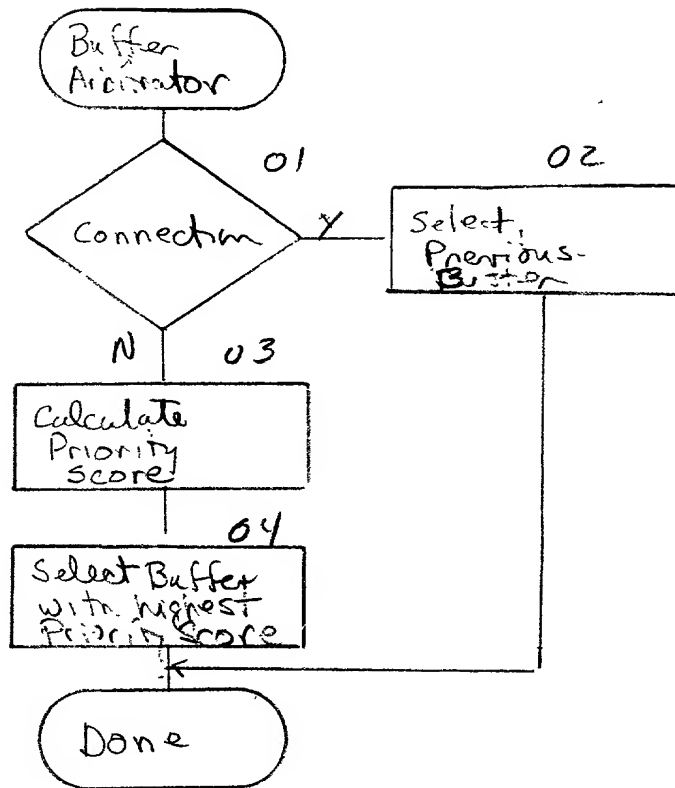 Buffer
Arbitrator
01
02
Connection
Y
Select
Previous
N
03
Calculate
Priority
Score
04
Select Buffer
with highest
Priority Score
Done